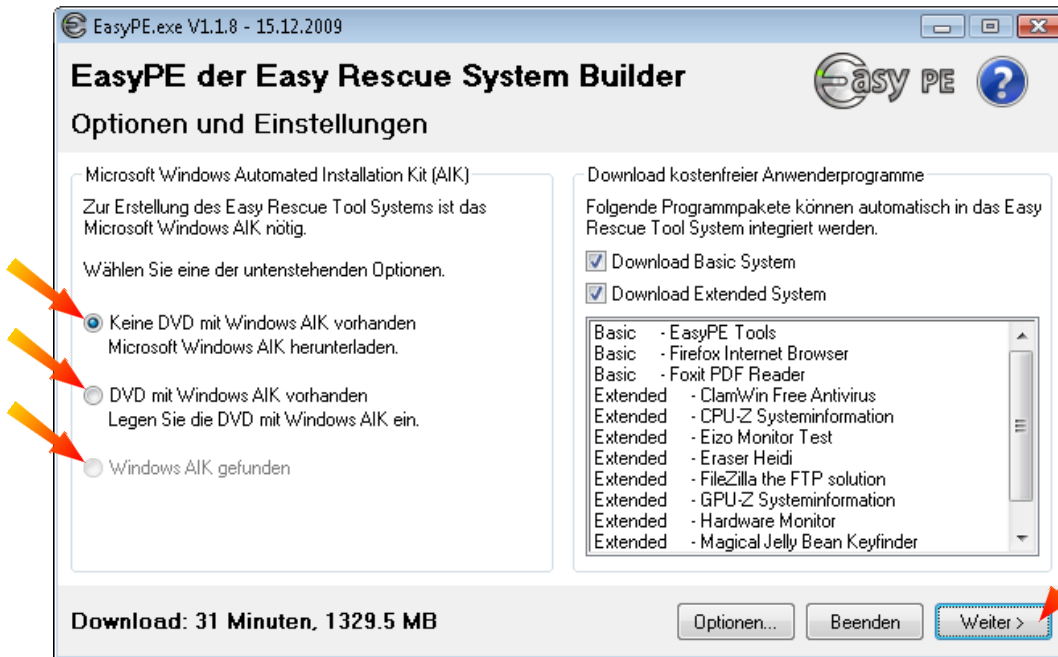 EasyPE.exe V1.1.8 - 15.12.2009
EasyPE der Easy Rescue System Builder
Easy PE
?
Optionen und Einstellungen
Microsoft Windows Automated Installation Kit (AIK)
Zur Erstellung des Easy Rescue Tool Systems ist das
Microsoft Windows AIK nötig.
Wählen Sie eine der untenstehenden Optionen.
Keine DVD mit Windows AIK vorhanden
Microsoft Windows AIK herunterladen.
DVD mit Windows AIK vorhanden
Legen Sie die DVD mit Windows AIK ein.
Windows AIK gefunden
Download kostenfreier Anwenderprogramme
Folgende Programmpakete können automatisch in das Easy
Rescue Tool System integriert werden.
Download Basic System
Download Extended System
Basic - EasyPE Tools
Basic - Firefox Internet Browser
Basic - Foxit PDF Reader
Extended - ClamWin Free Antivirus
Extended - CPU-Z Systeminformation
Extended - Eizo Monitor Test
Extended - Eraser Heidi
Extended - FileZilla the FTP solution
Extended - GPU-Z Systeminformation
Extended - Hardware Monitor
Extended - Magical Jelly Bean Keyfinder
Download: 31 Minuten, 1329.5 MB
Optionen...
Beenden
Weiter >